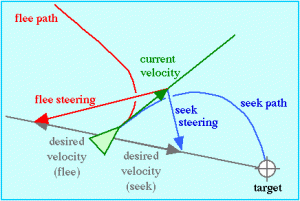 flee path
current
velocity
flee steering
seek path
seek
steering
desired
velocity
(flee)
desired
velocity
(seek)
target